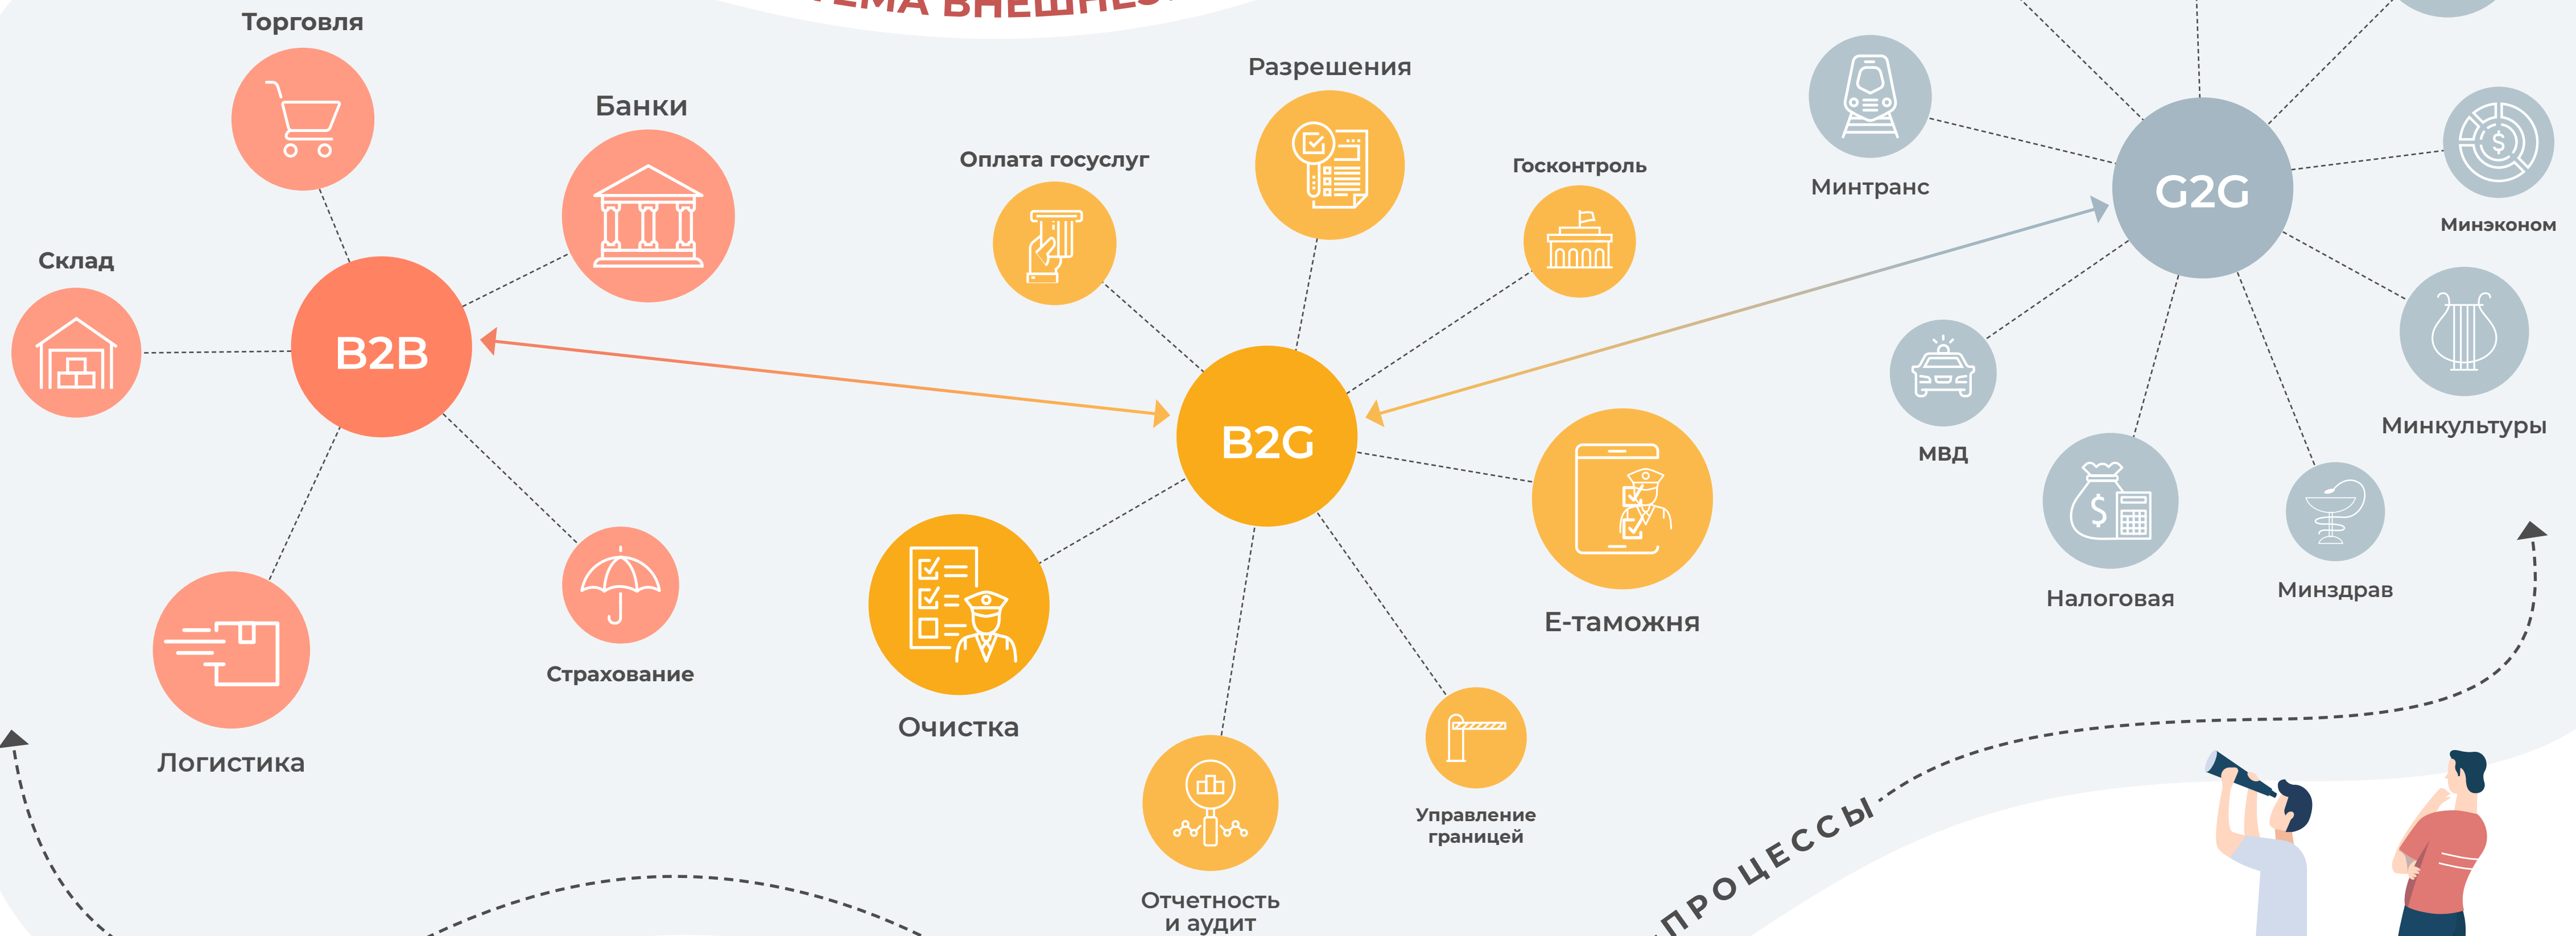 Торговля
Банки
Склад
B2B
Логистика
Страхование
Разрешения
Оплата госуслуг
Госконтроль
B2G
Очистка
Е-таможня
Отчетность
и аудит
Управление
границей
G2G
Минтранс
Минэконом
Минкультуры
МВД
Налоговая
Минздрав
ПРОЦЕССЫ